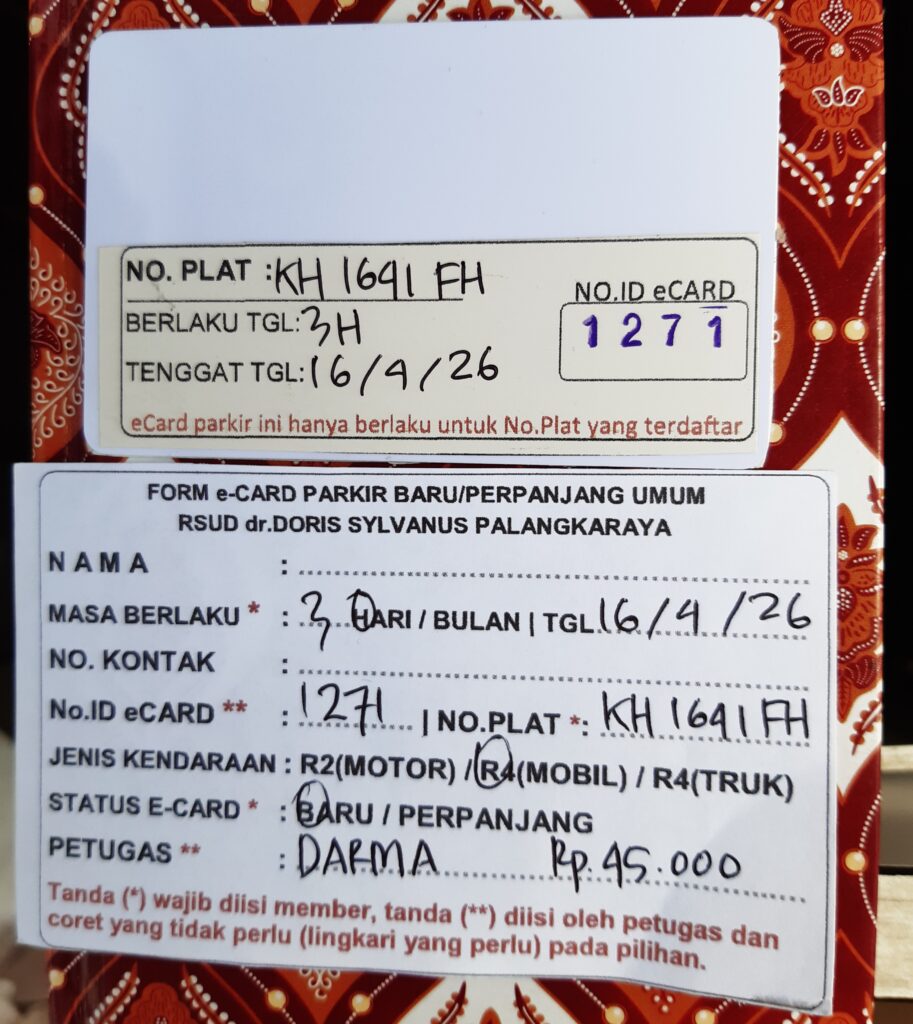 NO. PLAT : KH 1691 FH
BERLAKU TGL: 3H
TENGGAT TGL: 16/4/26
NO.ID eCARD
1271
eCard parkir ini hanya berlaku untuk No.Plat yang terdaftar
FORM e-CARD PARKIR BARU/PERPANJANG UMUM
RSUD dr.DORIS SYLVANUS PALANGKARAYA
NAMA :
MASA BERLAKU * : 3 HARI / BULAN | TGL 16/4/26
NO. KONTAK :
No.ID eCARD ** : 1271 | NO.PLAT *: KH 1691 FH
JENIS KENDARAAN : R2(MOTOR) / R4(MOBIL) / R4(TRUK)
STATUS E-CARD * : BARU / PERPANJANG
PETUGAS ** : DARMA Rp. 45.000
Tanda (*) wajib diisi member, tanda (**) diisi oleh petugas dan
coret yang tidak perlu (lingkari yang perlu) pada pilihan.